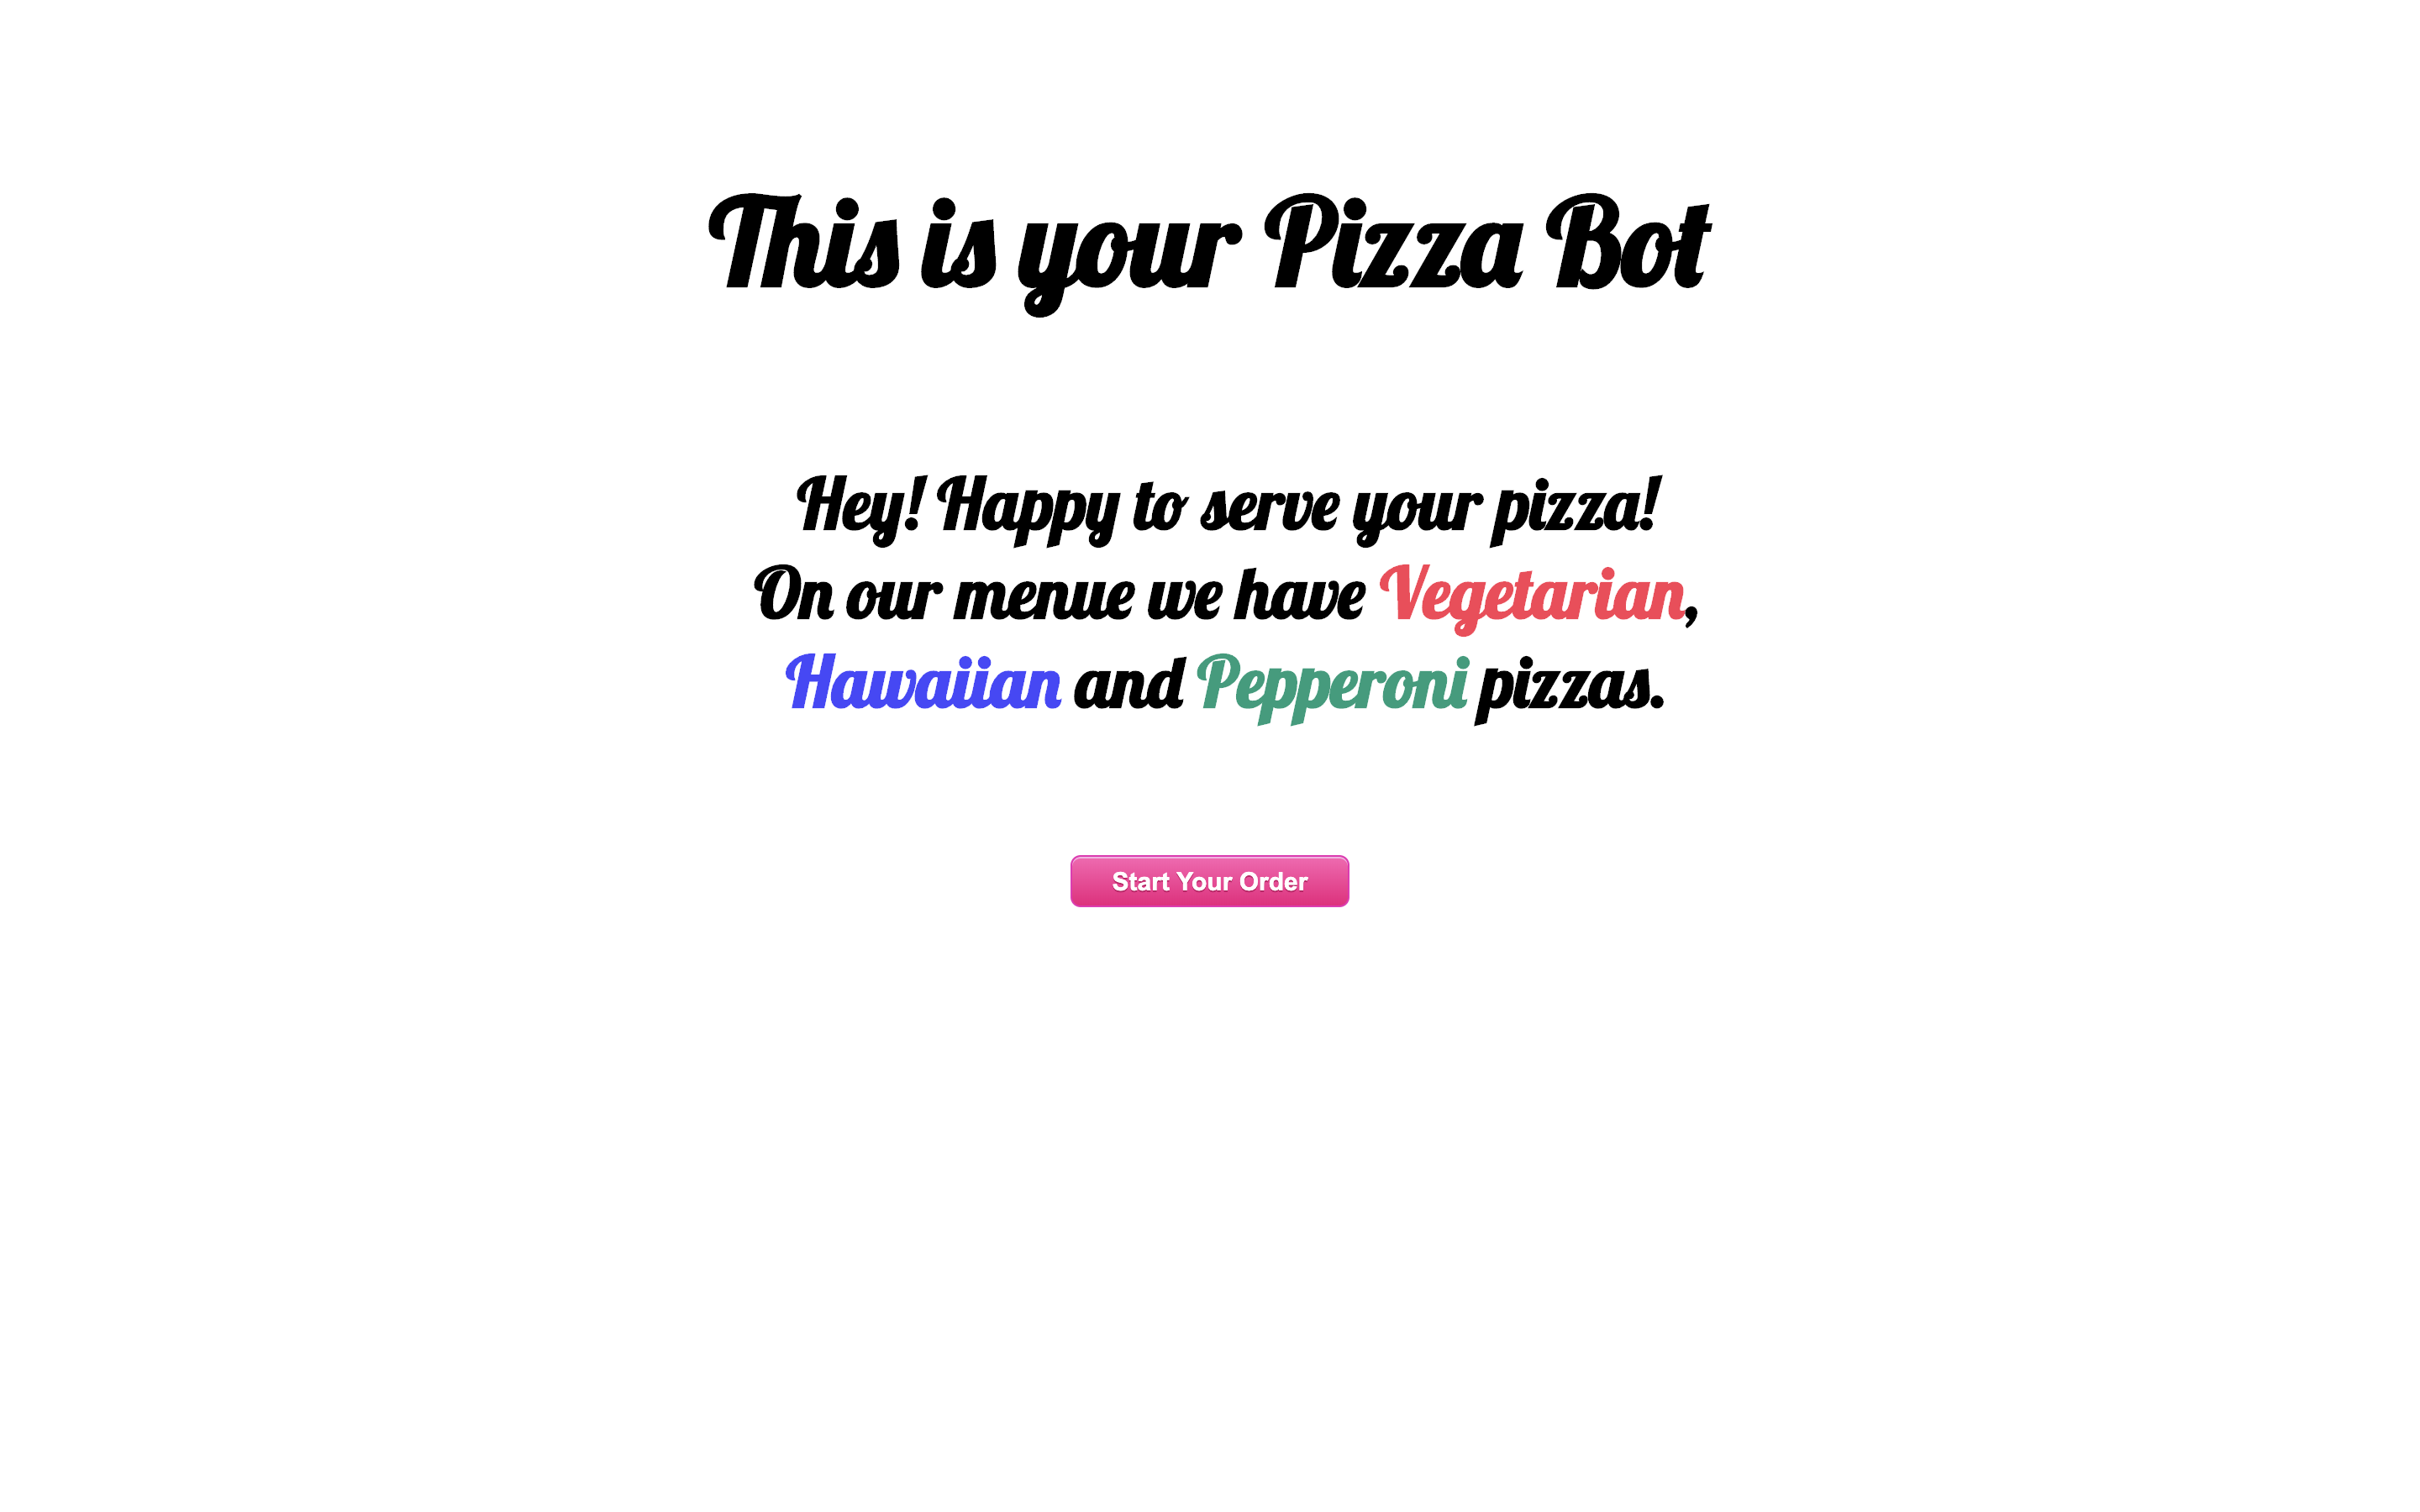 This is your Pizza Bot
Hey! Happy to serve your pizza!
On our menue we have Vegetarian,
Hawaiian and Pepperoni pizzas.
Start Your Order